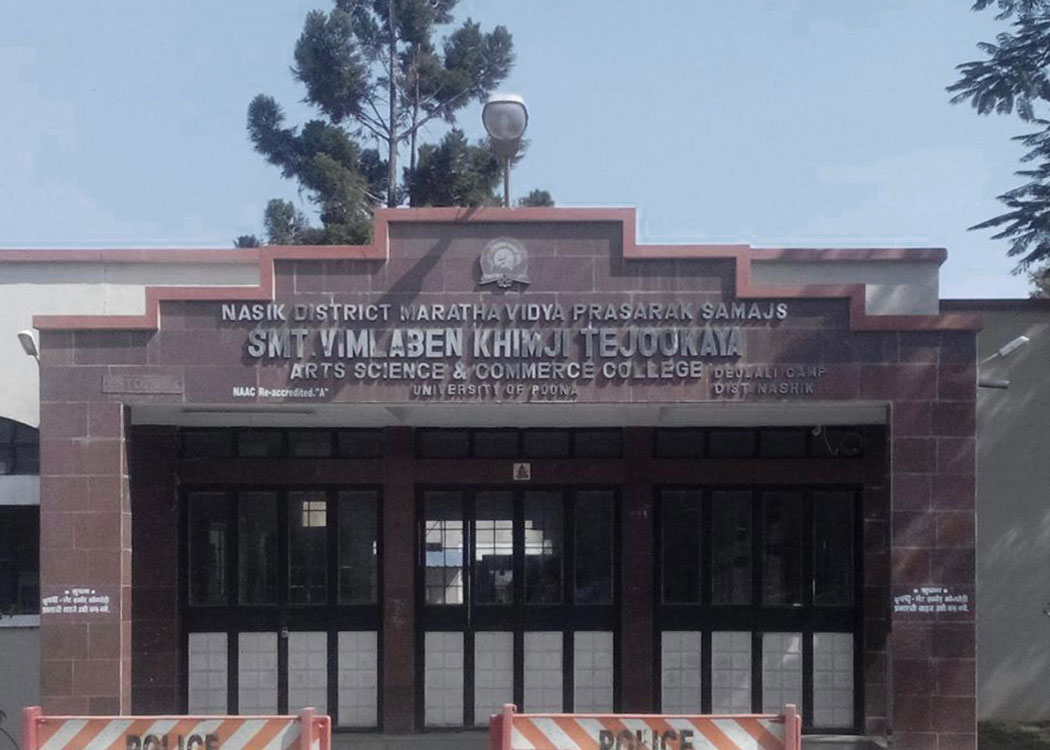 NASIK DISTRICT MARATHA VIDYA PRASARAK SAMAJS
SMT. VIMLABEN KHIMJI TEJOOKAYA
ARTS SCIENCE & COMMERCE COLLEGE
DEOLALI CAMP
DIST NASHIK
NAAC Re-accredited."A"
UNIVERSITY OF POONA
POLICE
POLICE